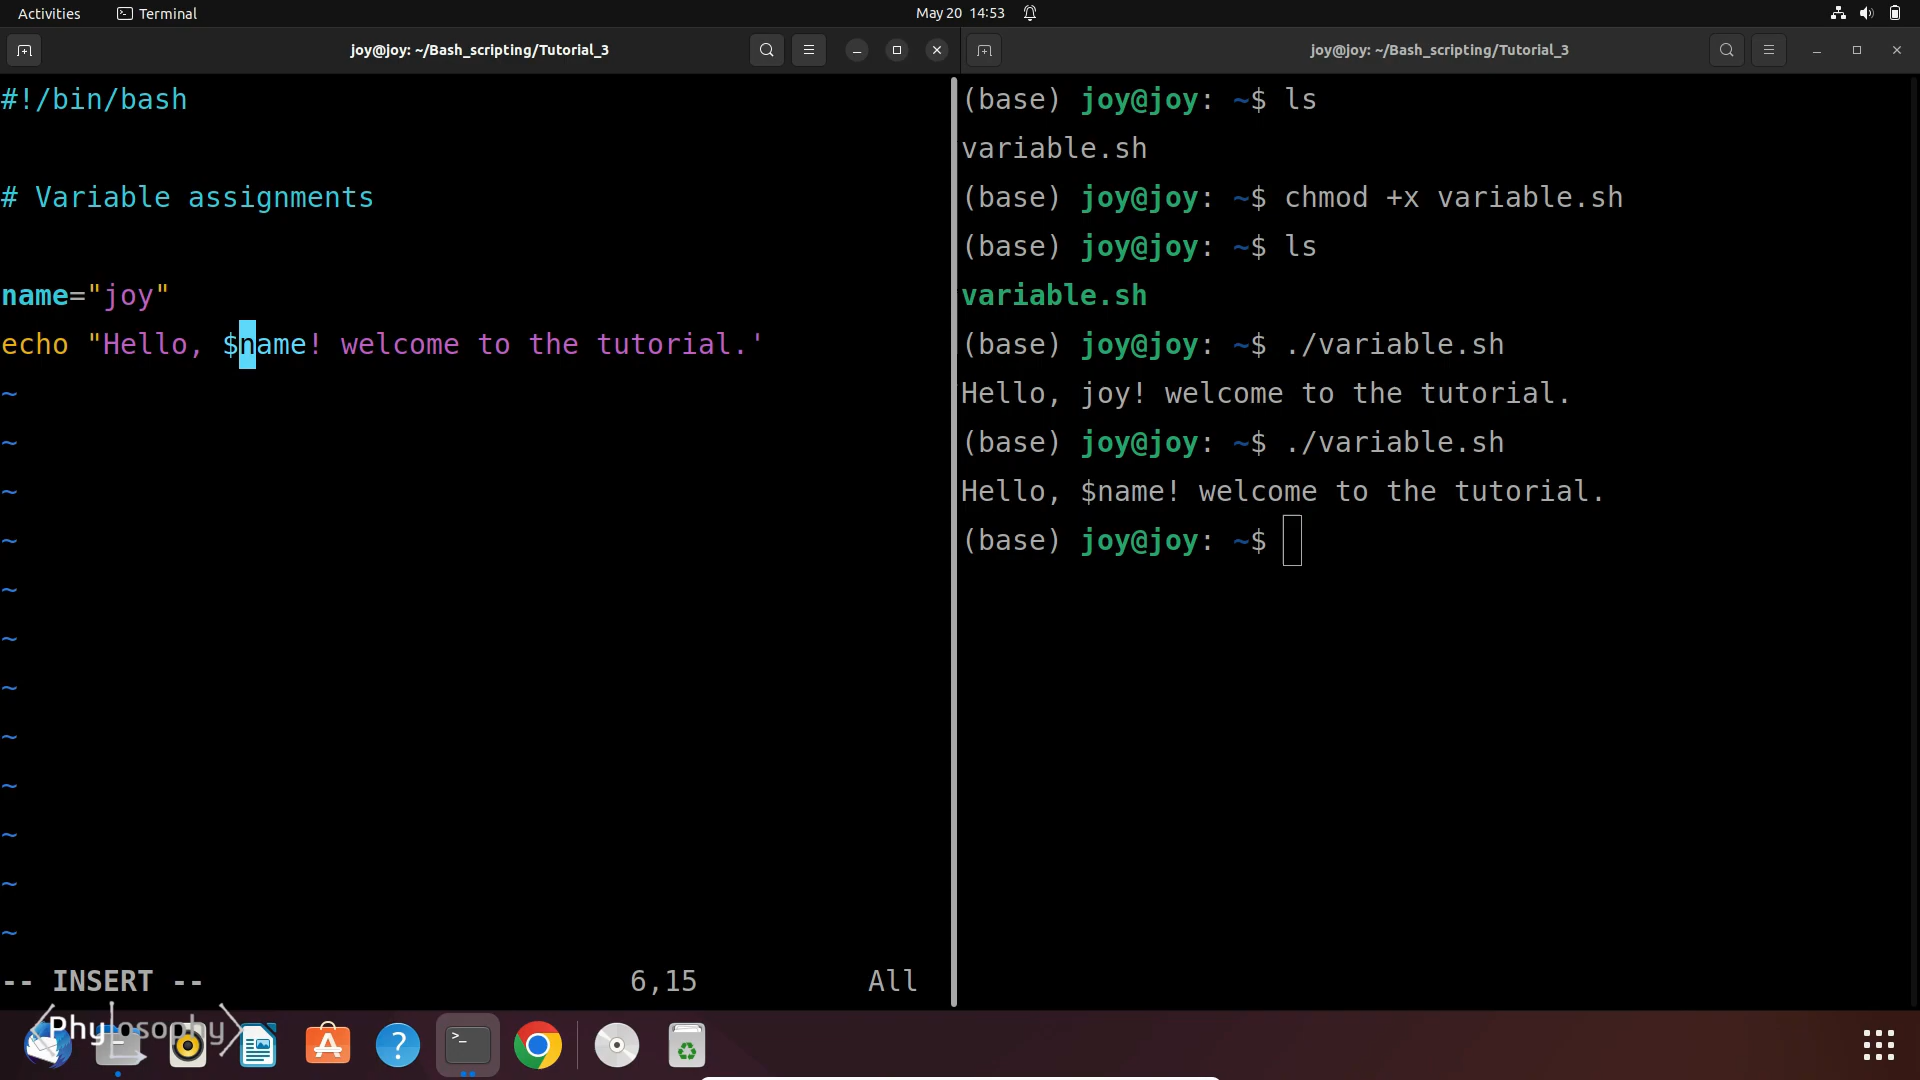 Activities Terminal May 20 14:53
joy@joy: ~/Bash_scripting/Tutorial_3
#!/bin/bash
# Variable assignments
name="joy"
echo "Hello, $name! welcome to the tutorial.'
~
~
~
~
~
~
~
~
~
~
~
~
-- INSERT -- 6,15 All
joy@joy: ~/Bash_scripting/Tutorial_3
(base) joy@joy: ~$ ls
variable.sh
(base) joy@joy: ~$ chmod +x variable.sh
(base) joy@joy: ~$ ls
variable.sh
(base) joy@joy: ~$ ./variable.sh
Hello, joy! welcome to the tutorial.
(base) joy@joy: ~$ ./variable.sh
Hello, $name! welcome to the tutorial.
(base) joy@joy: ~$
Phylosophy